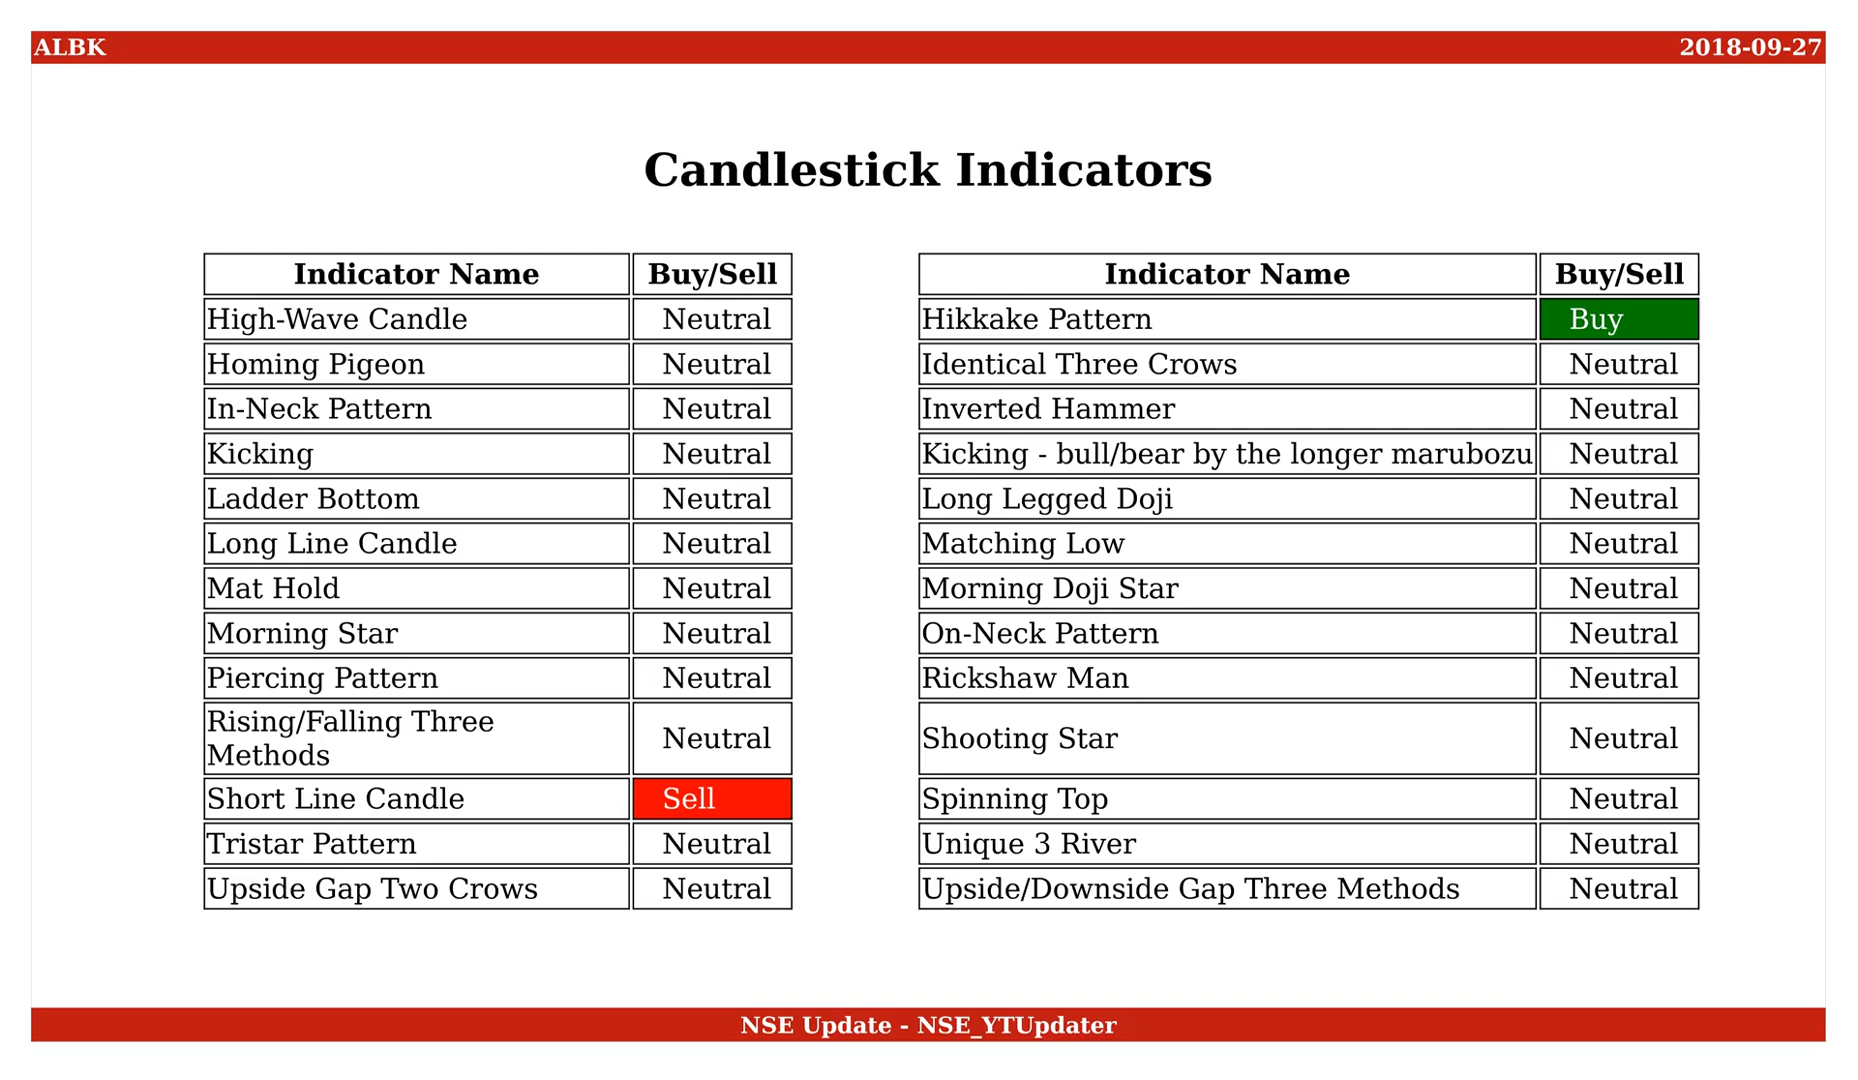 ALBK 2018-09-27
Candlestick Indicators
Indicator Name Buy/Sell Indicator Name Buy/Sell
High-Wave Candle Neutral Hikkake Pattern Buy
Homing Pigeon Neutral Identical Three Crows Neutral
In-Neck Pattern Neutral Inverted Hammer Neutral
Kicking Neutral Kicking - bull/bear by the longer marubozu Neutral
Ladder Bottom Neutral Long Legged Doji Neutral
Long Line Candle Neutral Matching Low Neutral
Mat Hold Neutral Morning Doji Star Neutral
Morning Star Neutral On-Neck Pattern Neutral
Piercing Pattern Neutral Rickshaw Man Neutral
Rising/Falling Three
Methods Neutral Shooting Star Neutral
Short Line Candle Sell Spinning Top Neutral
Tristar Pattern Neutral Unique 3 River Neutral
Upside Gap Two Crows Neutral Upside/Downside Gap Three Methods Neutral
NSE Update - NSE_YTUpdater